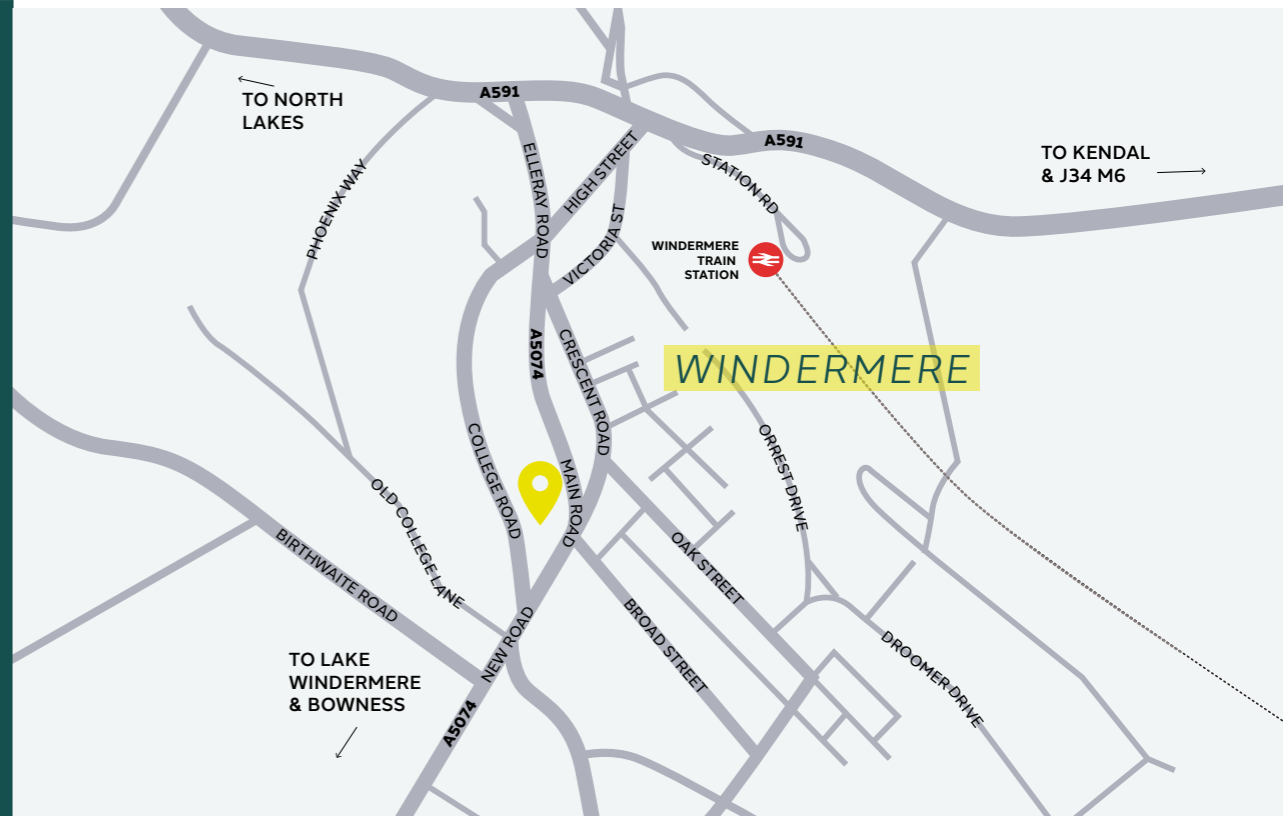 A591
TO NORTH
LAKES
A591
TO KENDAL
& J34 M6
ELLERAY ROAD
HIGH STREET
STATION RD
PHOENIX WAY
VICTORIA ST
WINDERMERE
TRAIN
STATION
A5074
CRESCENT ROAD
WINDERMERE
COLLEGE ROAD
MAIN ROAD
ORREST DRIVE
OLD COLLEGE LANE
BIRTHWAITE ROAD
OAK STREET
BROAD STREET
NEW ROAD
DROOMER DRIVE
TO LAKE
WINDERMERE
& BOWNESS
A5074